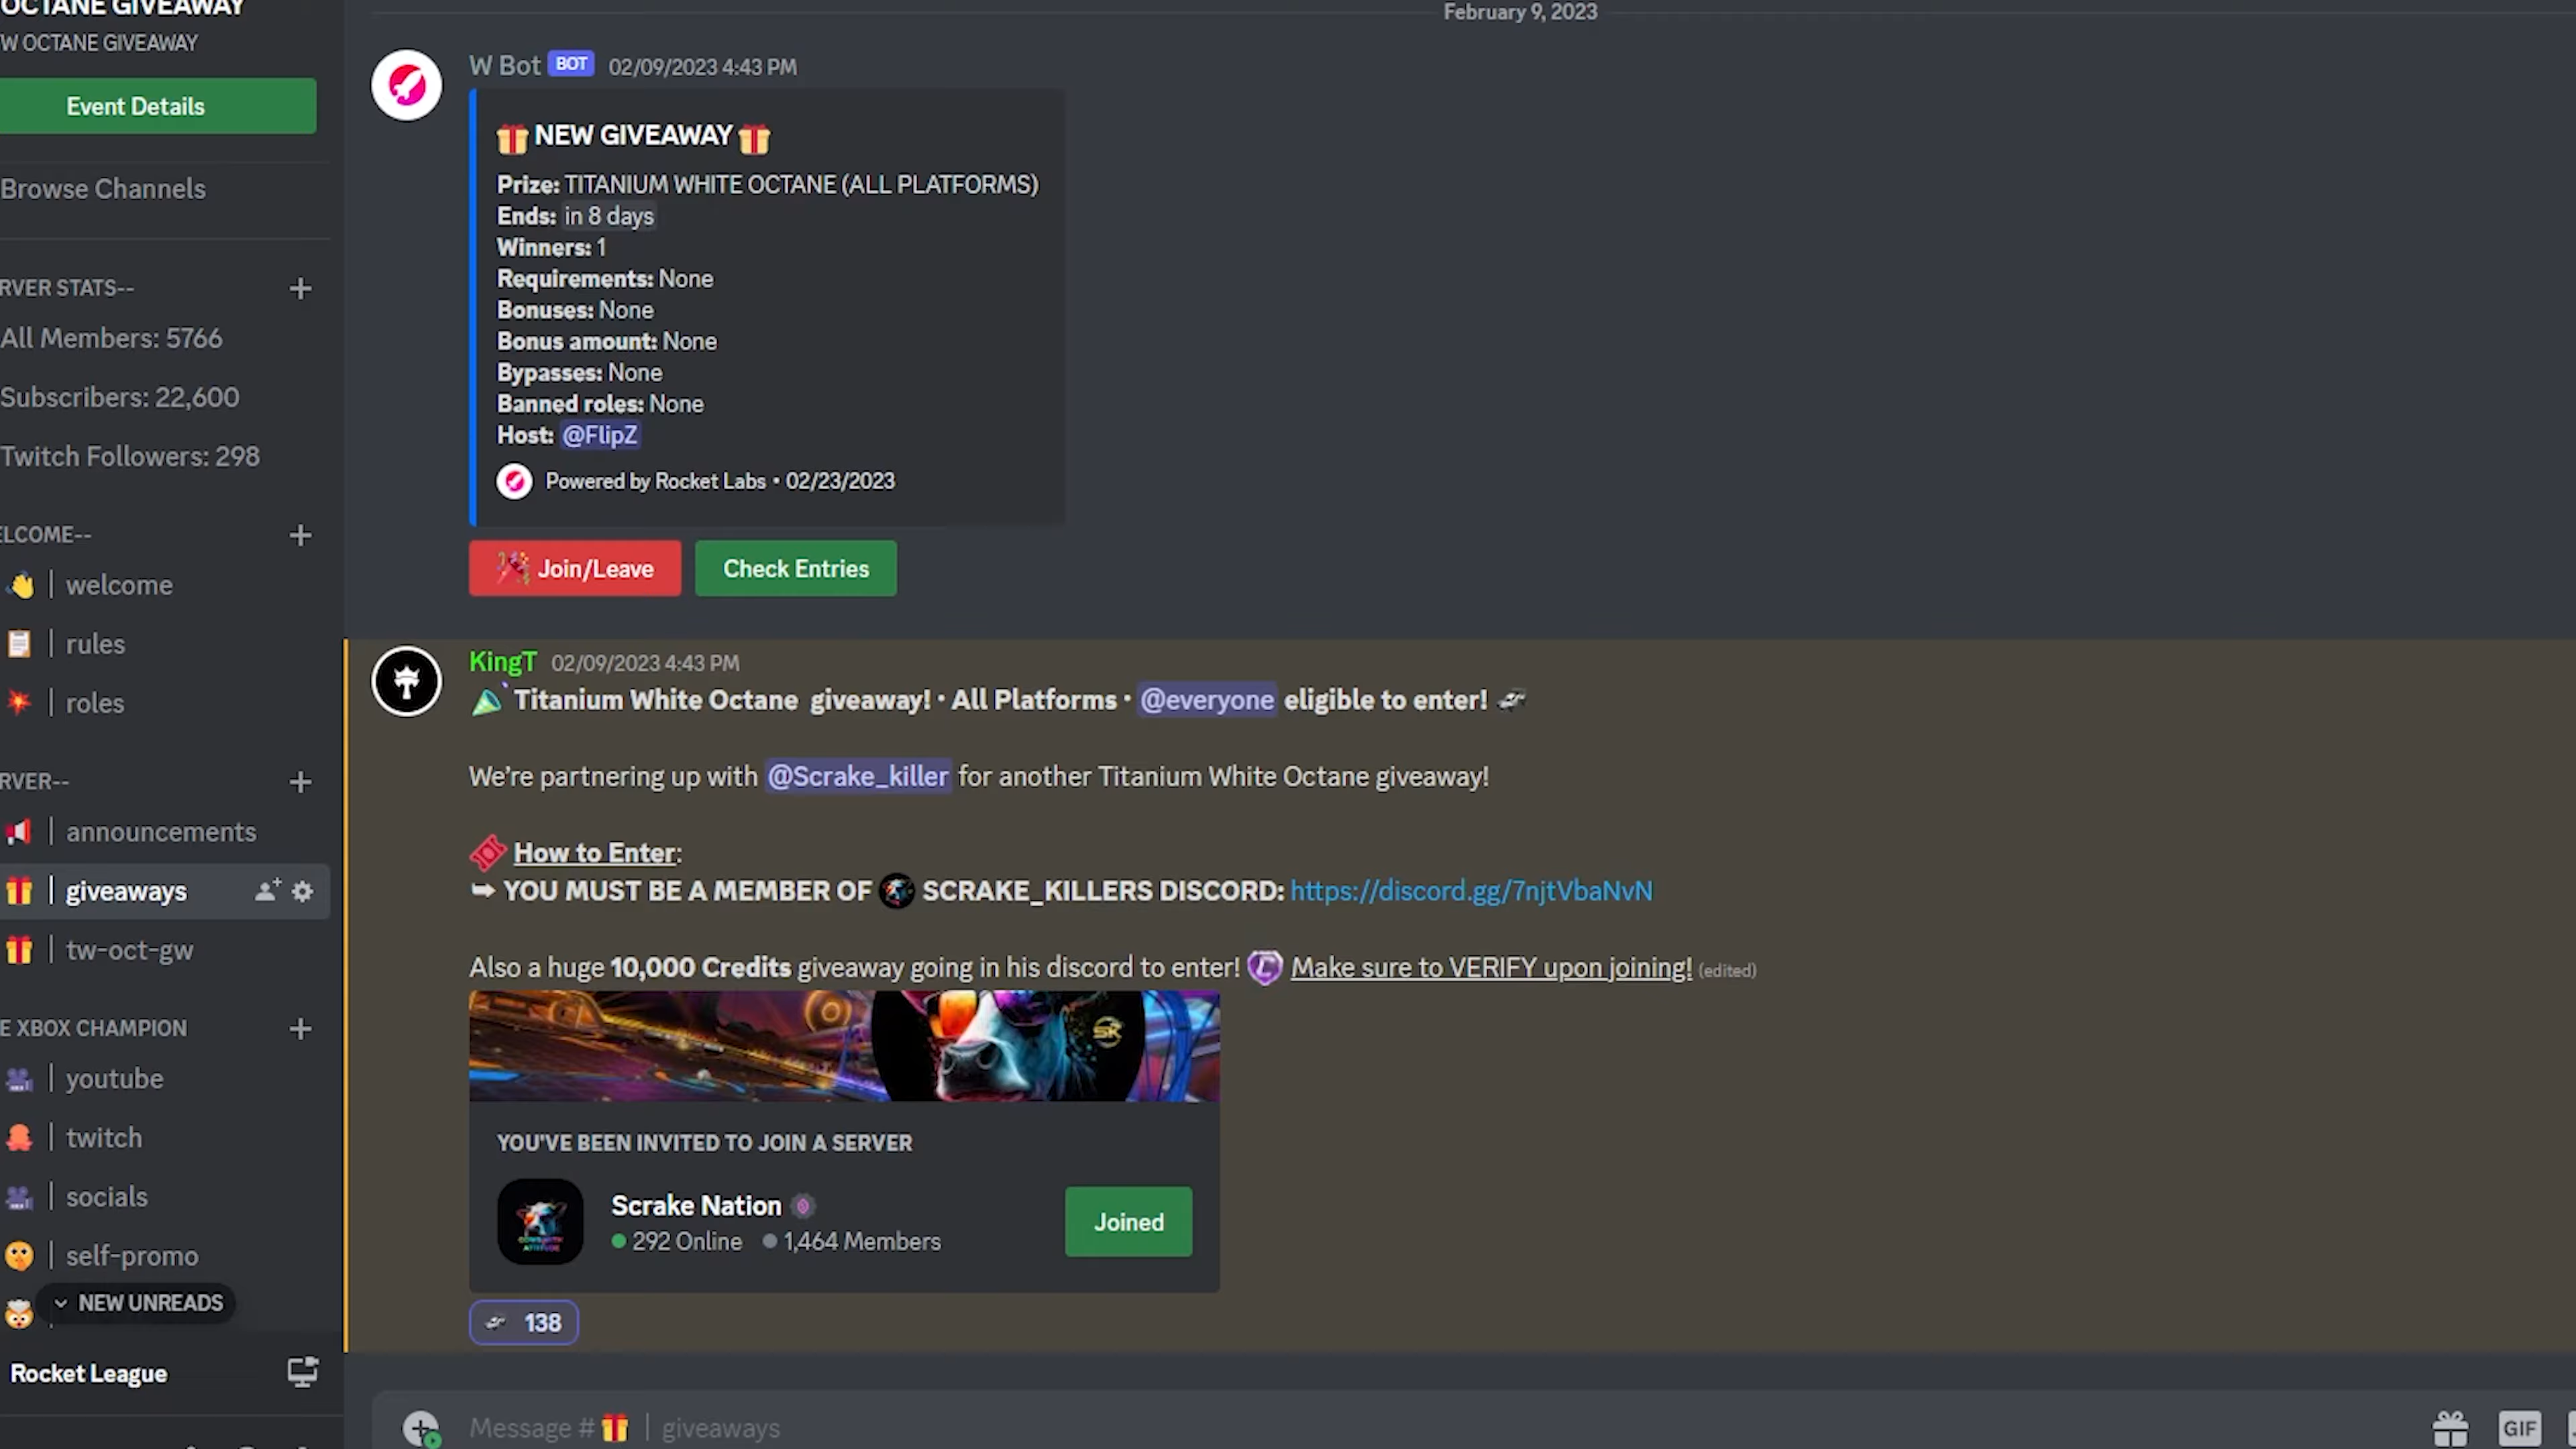 OCTANE GIVEAWAY
W OCTANE GIVEAWAY
Event Details
Browse Channels
RVER STATS--
All Members: 5766
Subscribers: 22,600
Twitch Followers: 298
ELCOME--
welcome
rules
roles
RVER--
announcements
giveaways
tw-oct-gw
E XBOX CHAMPION
youtube
twitch
socials
self-promo
NEW UNREADS
Rocket League
February 9, 2023
W Bot BOT 02/09/2023 4:43 PM
NEW GIVEAWAY
Prize: TITANIUM WHITE OCTANE (ALL PLATFORMS)
Ends: in 8 days
Winners: 1
Requirements: None
Bonuses: None
Bonus amount: None
Bypasses: None
Banned roles: None
Host: @FlipZ
Powered by Rocket Labs • 02/23/2023
Join/Leave
Check Entries
KingT 02/09/2023 4:43 PM
Titanium White Octane giveaway! • All Platforms • @everyone eligible to enter!
We're partnering up with @Scrake_killer for another Titanium White Octane giveaway!
How to Enter:
➥ YOU MUST BE A MEMBER OF SCRAKE_KILLERS DISCORD: https://discord.gg/7njtVbaNvN
Also a huge 10,000 Credits giveaway going in his discord to enter! Make sure to VERIFY upon joining! (edited)
SK
YOU'VE BEEN INVITED TO JOIN A SERVER
Scrake Nation
292 Online 1,464 Members
Joined
138
Message # | giveaways
GIF